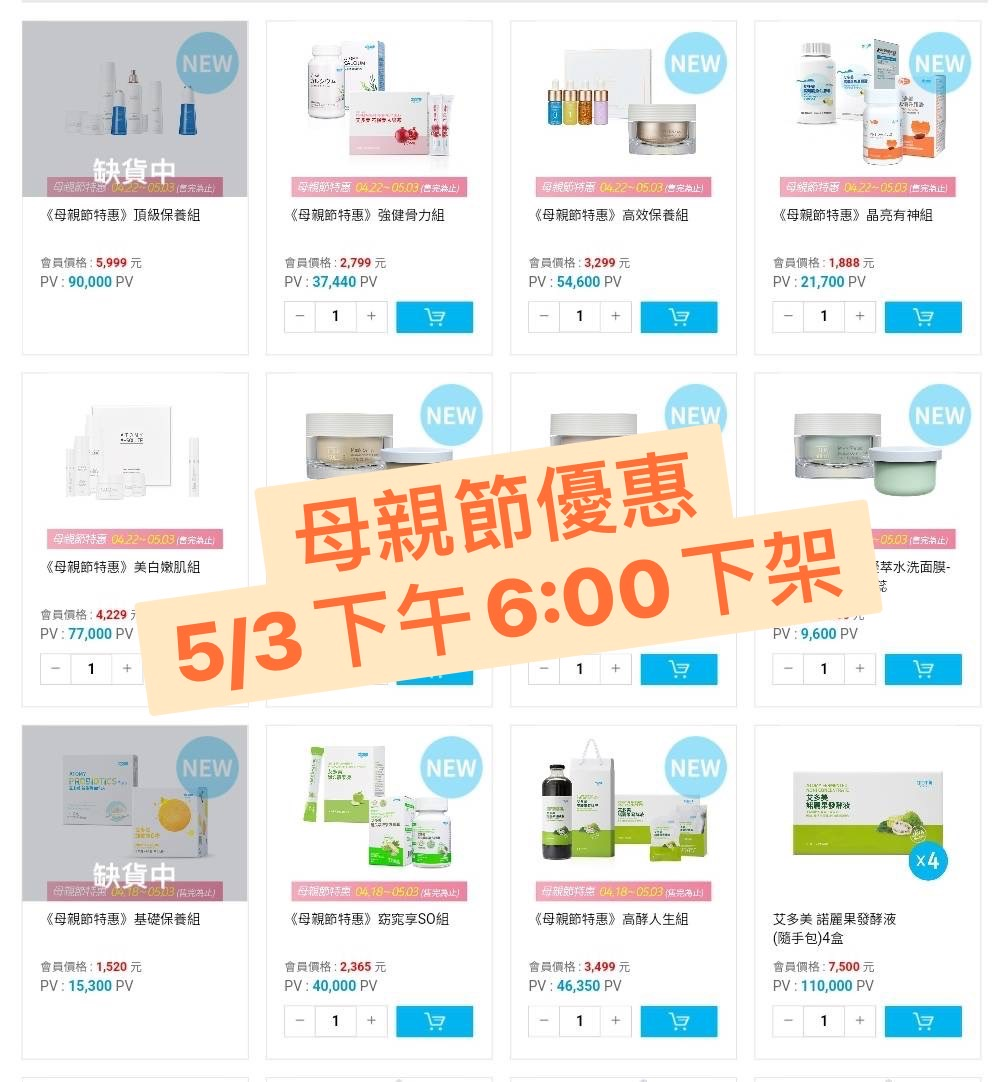 NEW
缺貨中
母親節特惠 04.22~05.03 (售完為止)
《母親節特惠》頂級保養組
會員價格 : 5,999 元
PV : 90,000 PV
母親節特惠 04.22~05.03 (售完為止)
《母親節特惠》強健骨力組
會員價格 : 2,799 元
PV : 37,440 PV
− 1 +
NEW
母親節特惠 04.22~05.03 (售完為止)
《母親節特惠》高效保養組
會員價格 : 3,299 元
PV : 54,600 PV
− 1 +
NEW
母親節特惠 04.22~05.03 (售完為止)
《母親節特惠》晶亮有神組
會員價格 : 1,888 元
PV : 21,700 PV
− 1 +
ATOMY
母親節特惠 04.22~05.03 (售完為止)
《母親節特惠》美白嫩肌組
會員價格 : 4,229
PV : 77,000 PV
− 1 +
NEW
NEW
− 1 +
NEW
05.03 (售完為止)
萃水洗面膜-
蕊
元
PV : 9,600 PV
− 1 +
母親節優惠
5/3 下午 6:00 下架
NEW
ATOMY
PROBIOTICS
缺貨中
母親節特惠 04.18~05.03 (售完為止)
《母親節特惠》基礎保養組
會員價格 : 1,520 元
PV : 15,300 PV
NEW
艾多美
母親節特惠 04.18~05.03 (售完為止)
《母親節特惠》窈窕享SO組
會員價格 : 2,365 元
PV : 40,000 PV
− 1 +
NEW
母親節特惠 04.18~05.03 (售完為止)
《母親節特惠》高酵人生組
會員價格 : 3,499 元
PV : 46,350 PV
− 1 +
艾多美
諾麗果發酵液
x4
艾多美 諾麗果發酵液
(隨手包)4盒
會員價格 : 7,500 元
PV : 110,000 PV
− 1 +